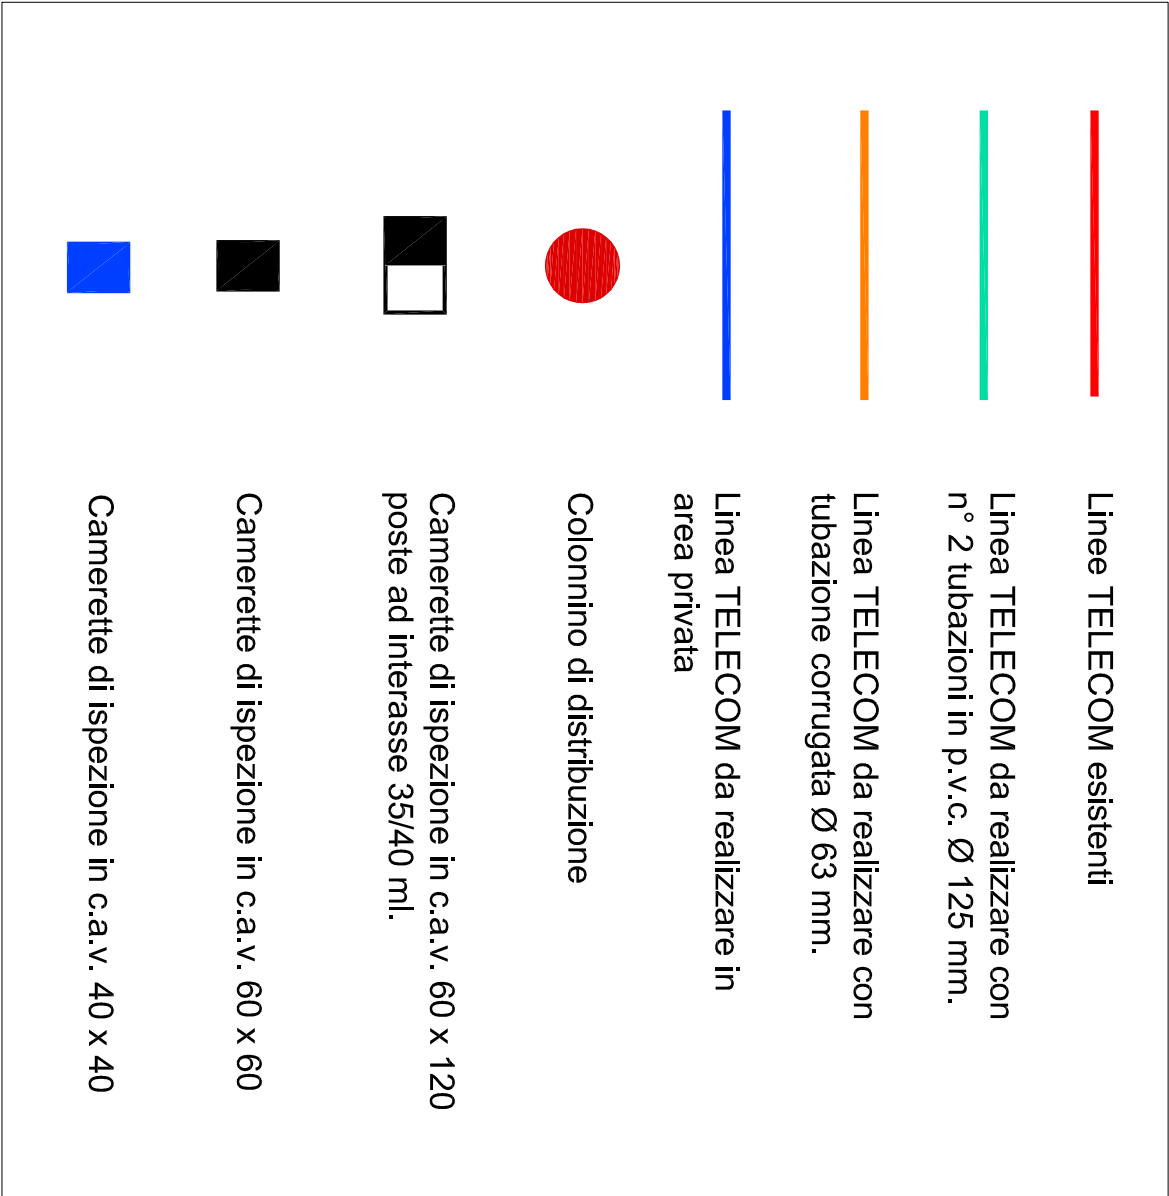 Linee TELECOM esistenti
Linea TELECOM da realizzare con
n° 2 tubazioni in p.v.c. Ø 125 mm.
Linea TELECOM da realizzare con
tubazione corrugata Ø 63 mm.
Linea TELECOM da realizzare in
area privata
Colonnino di distribuzione
Camerette di ispezione in c.a.v. 60 x 120
poste ad interasse 35/40 ml.
Camerette di ispezione in c.a.v. 60 x 60
Camerette di ispezione in c.a.v. 40 x 40